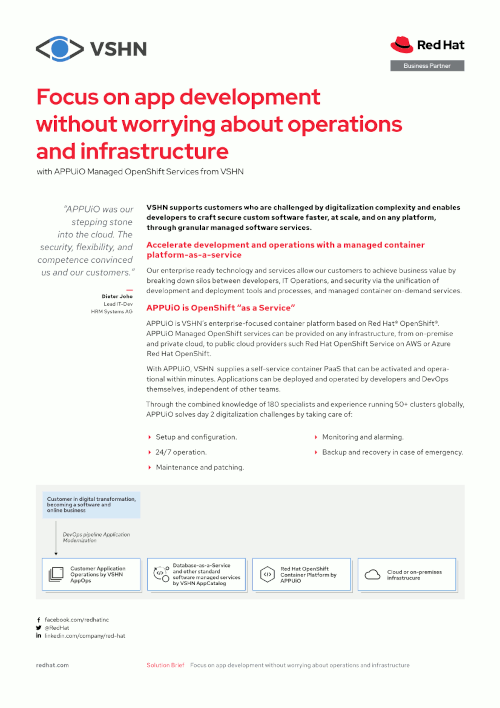 VSHN
Red Hat
Business Partner
Focus on app development
without worrying about operations
and infrastructure
with APPUiO Managed OpenShift Services from VSHN
"APPUiO was our
stepping stone
into the cloud. The
security, flexibility, and
competence convinced
us and our customers."
Dieter Joho
Lead IT-Dev
HRM Systems AG
VSHN supports customers who are challenged by digitalization complexity and enables
developers to craft secure custom software faster, at scale, and on any platform,
through granular managed software services.
Accelerate development and operations with a managed container
platform-as-a-service
Our enterprise ready technology and services allow our customers to achieve business value by
breaking down silos between developers, IT Operations, and security via the unification of
development and deployment tools and processes, and managed container on-demand services.
APPUiO is OpenShift "as a Service"
APPUiO is VSHN's enterprise-focused container platform based on Red Hat® OpenShift®.
APPUiO Managed OpenShift services can be provided on any infrastructure, from on-premise
and private cloud, to public cloud providers such Red Hat OpenShift Service on AWS or Azure
Red Hat OpenShift.
With APPUiO, VSHN supplies a self-service container PaaS that can be activated and opera-
tional within minutes. Applications can be deployed and operated by developers and DevOps
themselves, independent of other teams.
Through the combined knowledge of 180 specialists and experience running 50+ clusters globally,
APPUiO solves day 2 digitalization challenges by taking care of:
Setup and configuration.
24/7 operation.
Maintenance and patching.
Monitoring and alarming.
Backup and recovery in case of emergency.
Customer in digital transformation,
becoming a software and
online business
DevOps pipeline Application
Modernization
Customer Application
Operations by VSHN
AppOps
Database-as-a-Service
and other standard
software managed services
by VSHN AppCatalog
Red Hat OpenShift
Container Platform by
APPUiO
Cloud or on-premises
infrastrucure
facebook.com/redhatinc
@RedHat
linkedin.com/company/red-hat
redhat.com
Solution Brief Focus on app development without worrying about operations and infrastructure